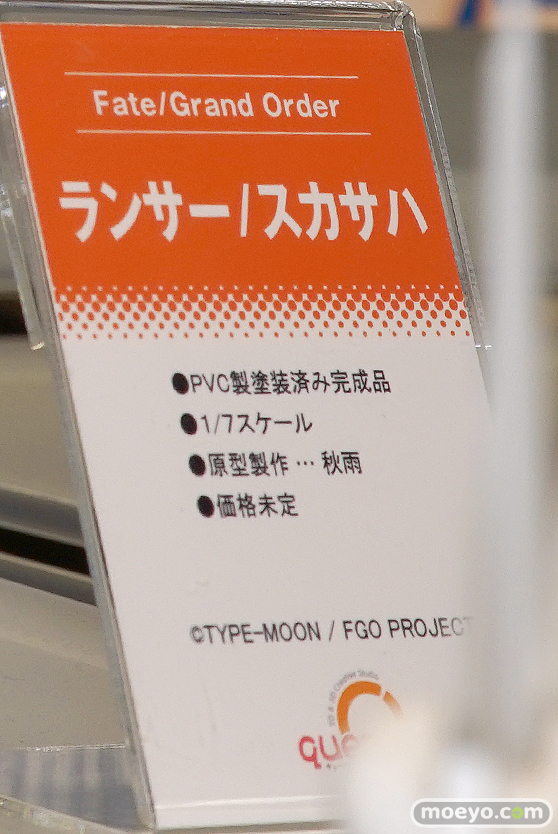 Fate/Grand Order
ランサー/スカサハ
●PVC製塗装済み完成品
●1/7スケール
●原型製作 … 秋雨
●価格未定
©TYPE-MOON / FGO PROJEC
moeyo.com